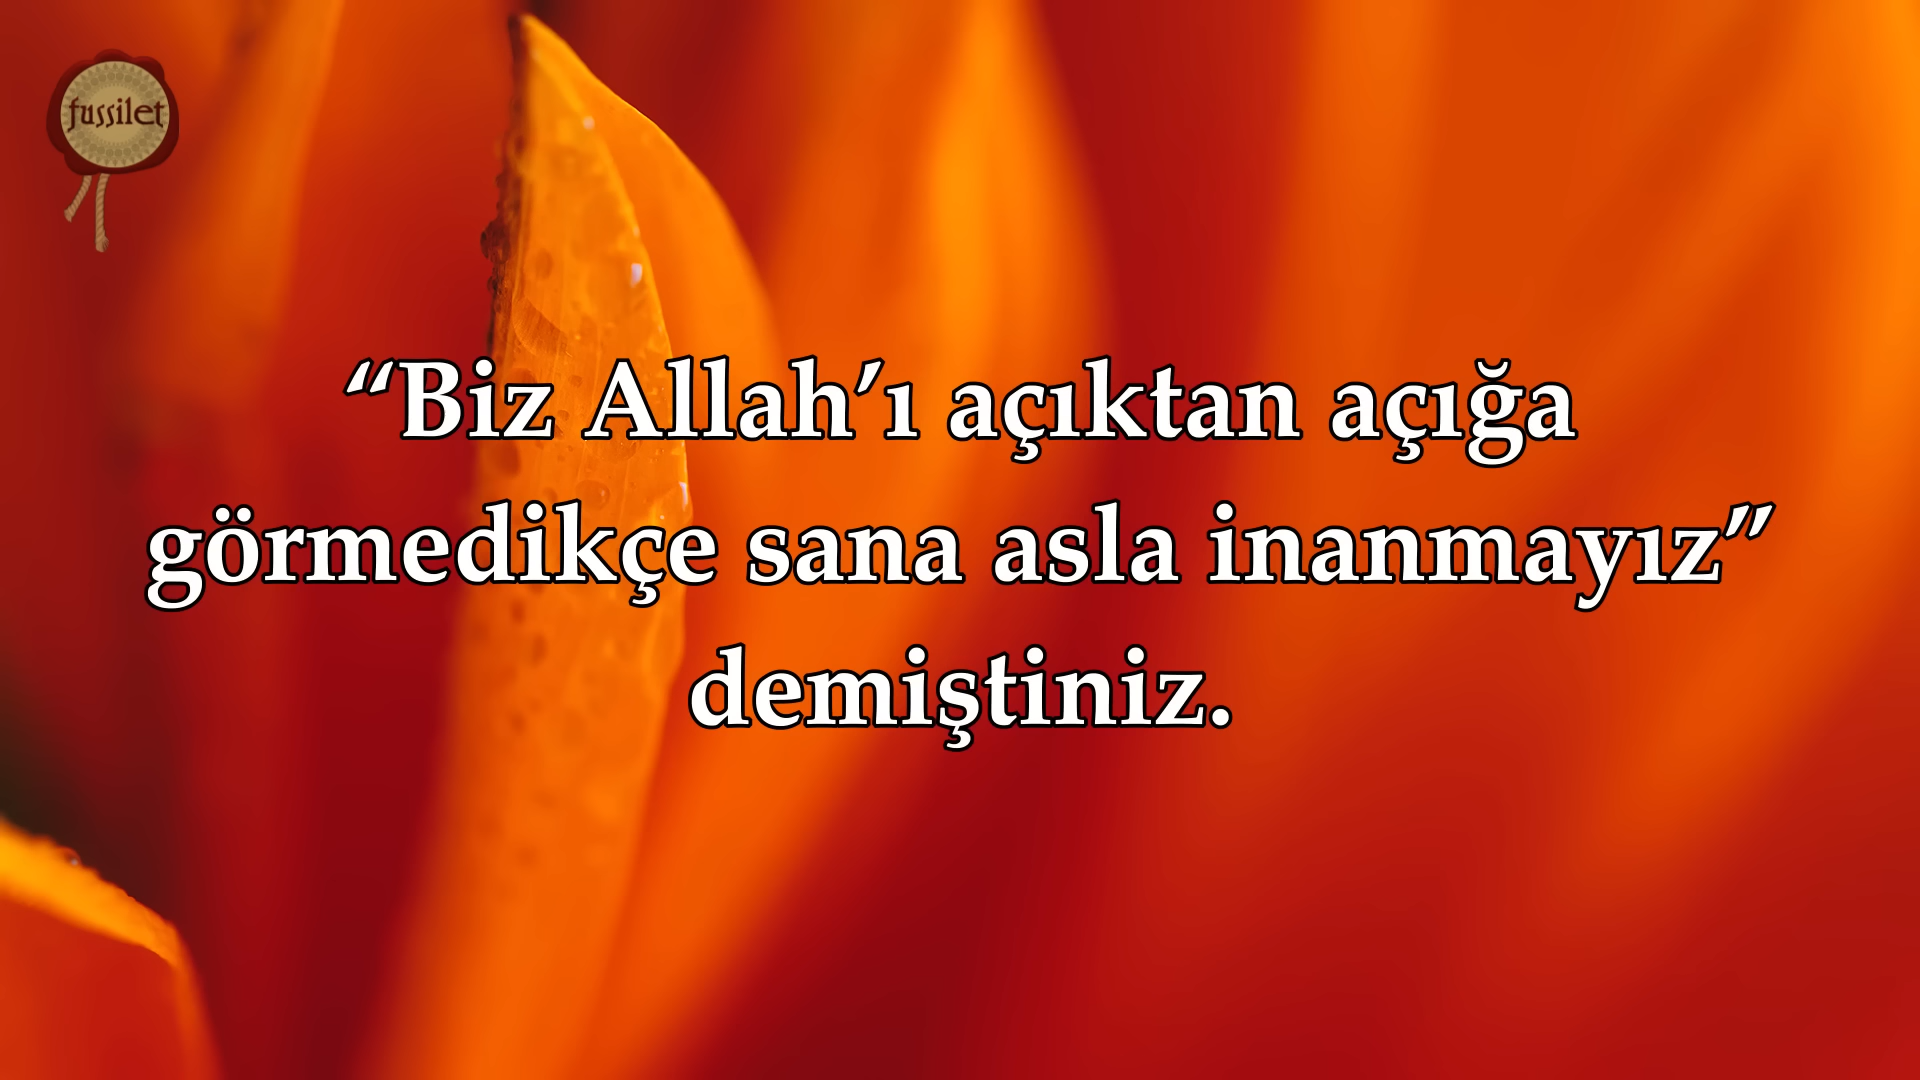 fussilet
“Biz Allah’ı açıktan açığa
görmedikçe sana asla inanmayız”
demiştiniz.